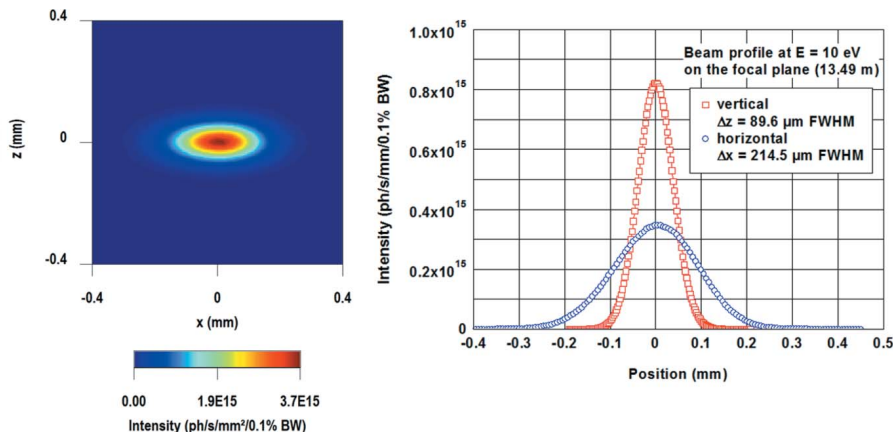 0.4
z (mm)
0
-0.4
-0.4
0
0.4
x (mm)
0.00
1.9E15
3.7E15
Intensity (ph/s/mm²/0.1% BW)
Intensity (ph/s/mm/0.1% BW)
1.0x10¹⁵
0.8x10¹⁵
0.6x10¹⁵
0.4x10¹⁵
0.2x10¹⁵
0
Beam profile at E = 10 eV
on the focal plane (13.49 m)
vertical
Δz = 89.6 µm FWHM
horizontal
Δx = 214.5 µm FWHM
-0.4
-0.3
-0.2
-0.1
0
0.1
0.2
0.3
0.4
0.5
Position (mm)